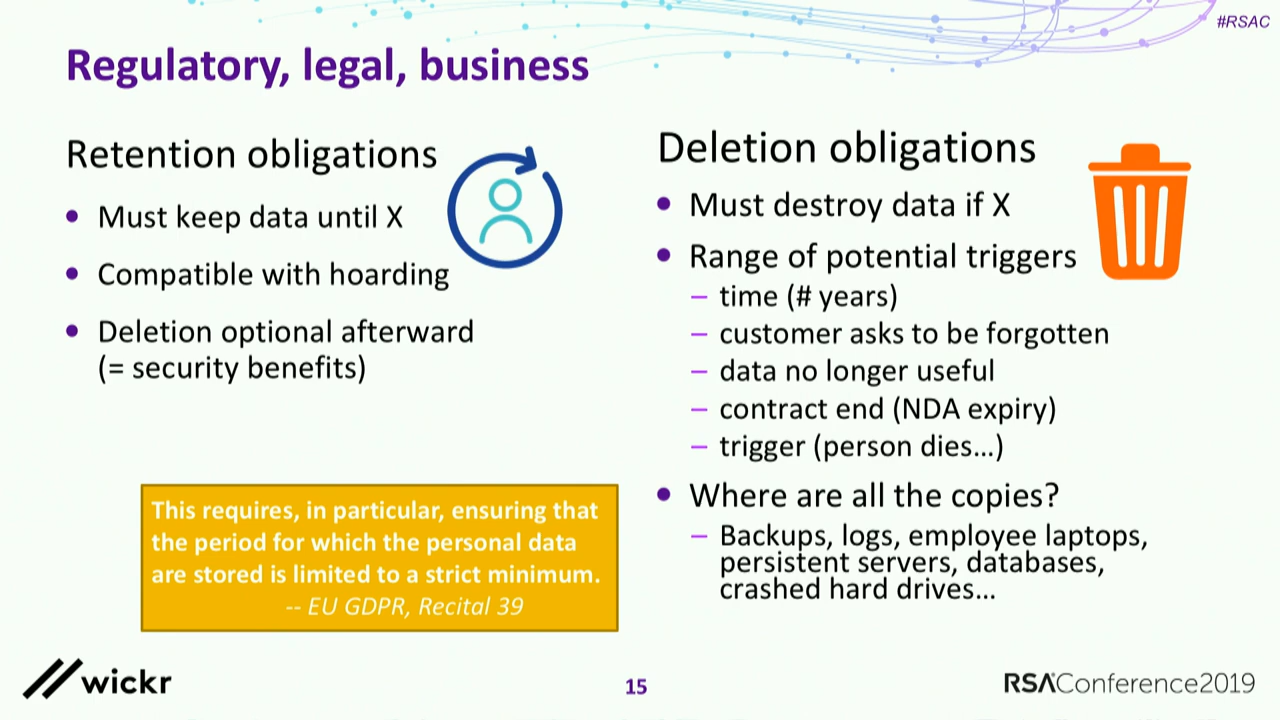 #RSAC
Regulatory, legal, business
Retention obligations
• Must keep data until X
• Compatible with hoarding
• Deletion optional afterward
(= security benefits)
This requires, in particular, ensuring that
the period for which the personal data
are stored is limited to a strict minimum.
-- EU GDPR, Recital 39
Deletion obligations
• Must destroy data if X
• Range of potential triggers
– time (# years)
– customer asks to be forgotten
– data no longer useful
– contract end (NDA expiry)
– trigger (person dies…)
• Where are all the copies?
– Backups, logs, employee laptops,
persistent servers, databases,
crashed hard drives…
wickr
15
RSAConference2019